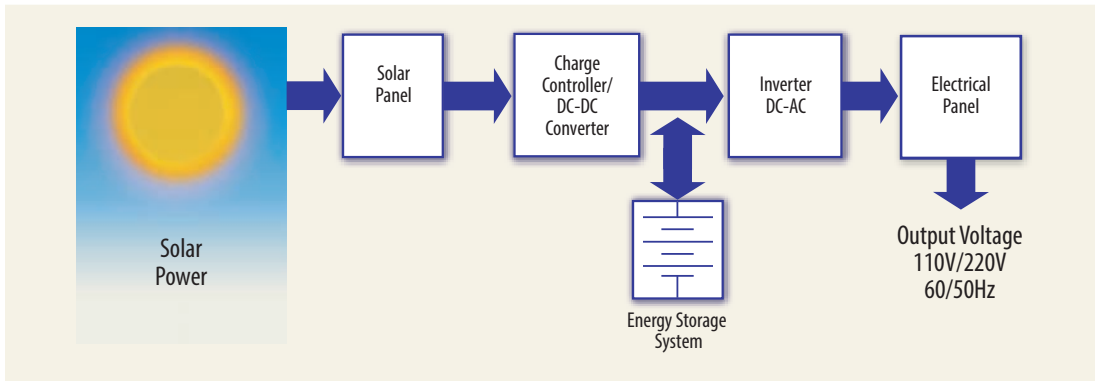 Solar
Power
Solar
Panel
Charge
Controller/
DC-DC
Converter
Energy Storage
System
Inverter
DC-AC
Electrical
Panel
Output Voltage
110V/220V
60/50Hz